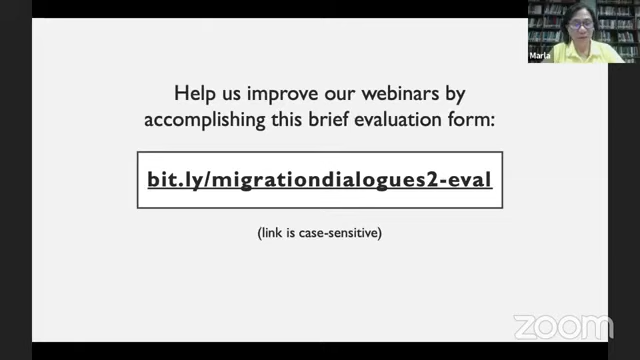 Marla
Help us improve our webinars by
accomplishing this brief evaluation form:
bit.ly/migrationdialogues2-eval
(link is case-sensitive)
zoom